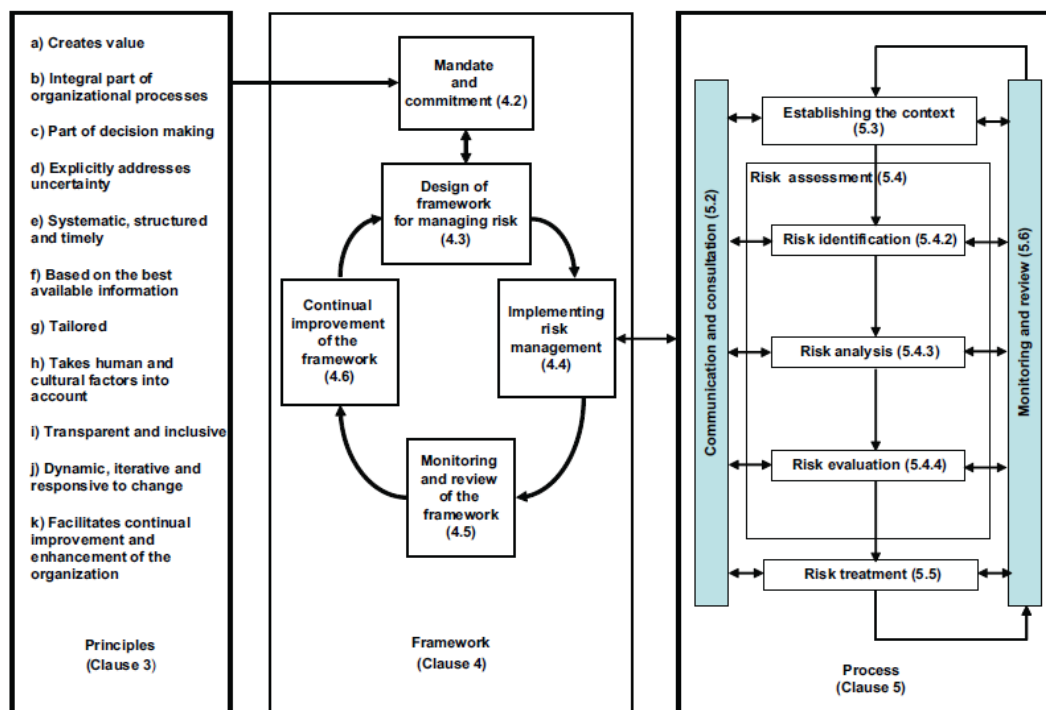 a) Creates value
b) Integral part of
organizational processes
c) Part of decision making
d) Explicitly addresses
uncertainty
e) Systematic, structured
and timely
f) Based on the best
available information
g) Tailored
h) Takes human and
cultural factors into
account
i) Transparent and inclusive
j) Dynamic, iterative and
responsive to change
k) Facilitates continual
improvement and
enhancement of the
organization
Principles
(Clause 3)
Mandate
and
commitment (4.2)
Design of
framework
for managing risk
(4.3)
Continual
improvement
of the
framework
(4.6)
Implementing
risk
management
(4.4)
Monitoring
and review
of the
framework
(4.5)
Framework
(Clause 4)
Communication and consultation (5.2)
Establishing the context
(5.3)
Risk assessment (5.4)
Risk identification (5.4.2)
Risk analysis (5.4.3)
Risk evaluation (5.4.4)
Risk treatment (5.5)
Monitoring and review (5.6)
Process
(Clause 5)